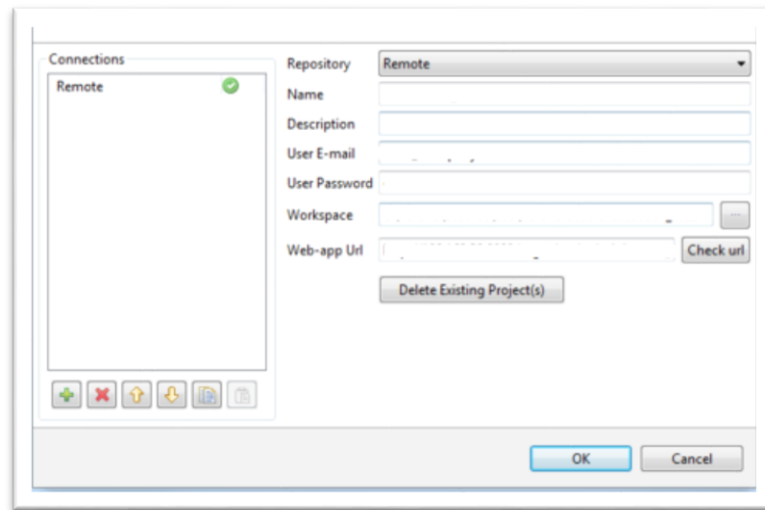 Connections
Remote
Repository Remote
Name
Description
User E-mail
User Password
Workspace ...
Web-app Url Check url
Delete Existing Project(s)
OK Cancel